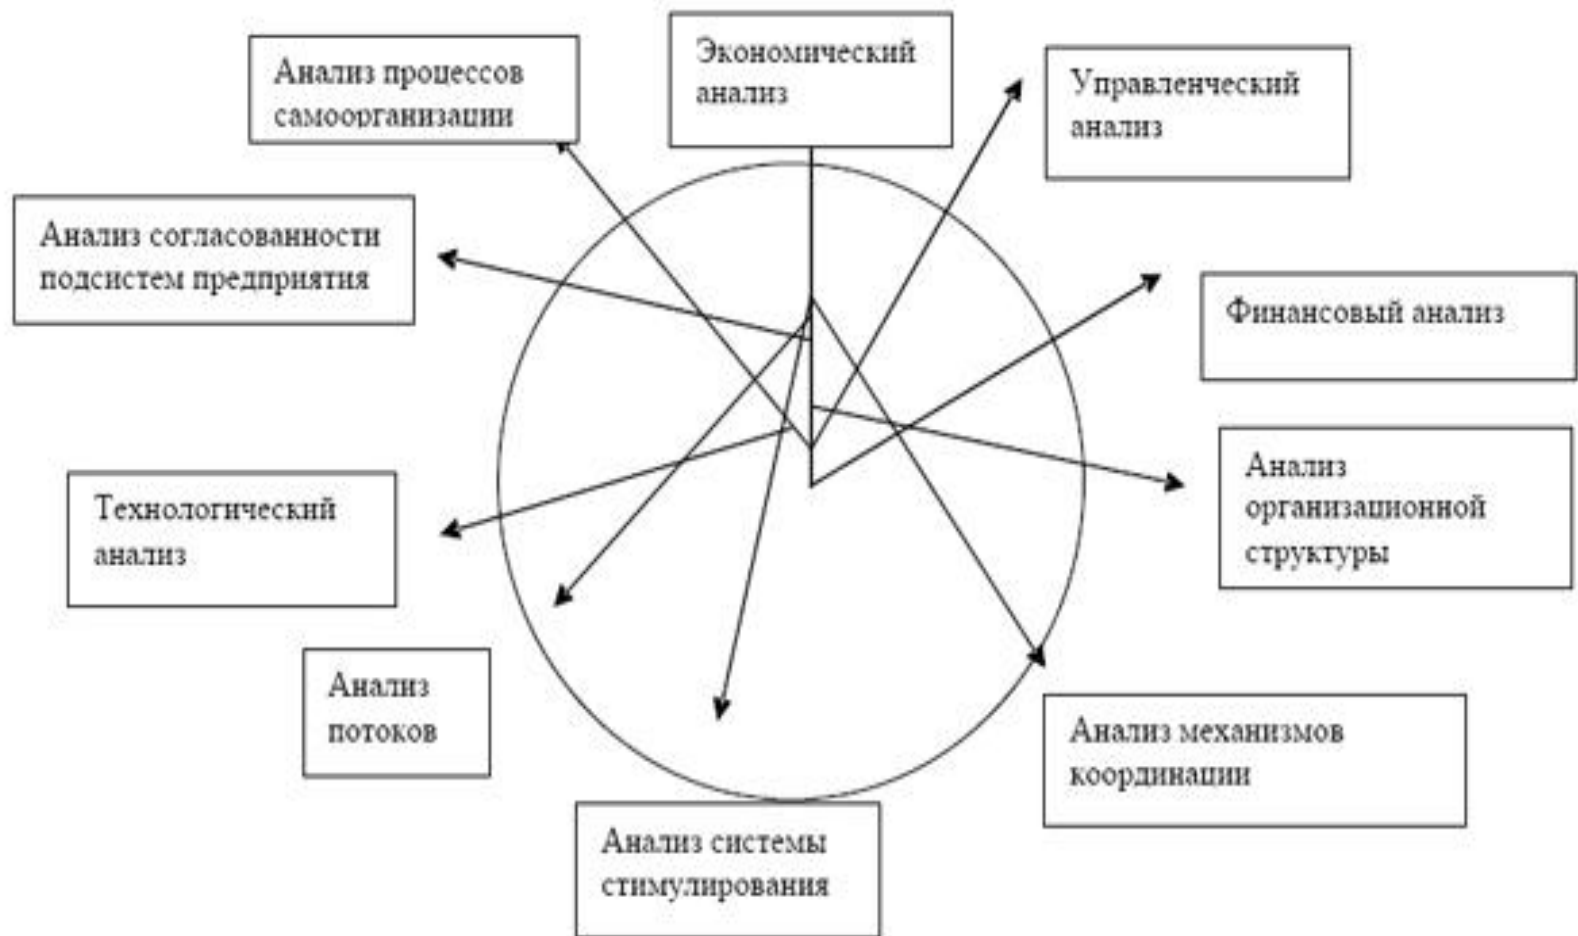 Экономический
анализ
Анализ процессов
самоорганизации
Управленческий
анализ
Анализ согласованности
подсистем предприятия
Финансовый анализ
Анализ
организационной
структуры
Технологический
анализ
Анализ
потоков
Анализ механизмов
координации
Анализ системы
стимулирования